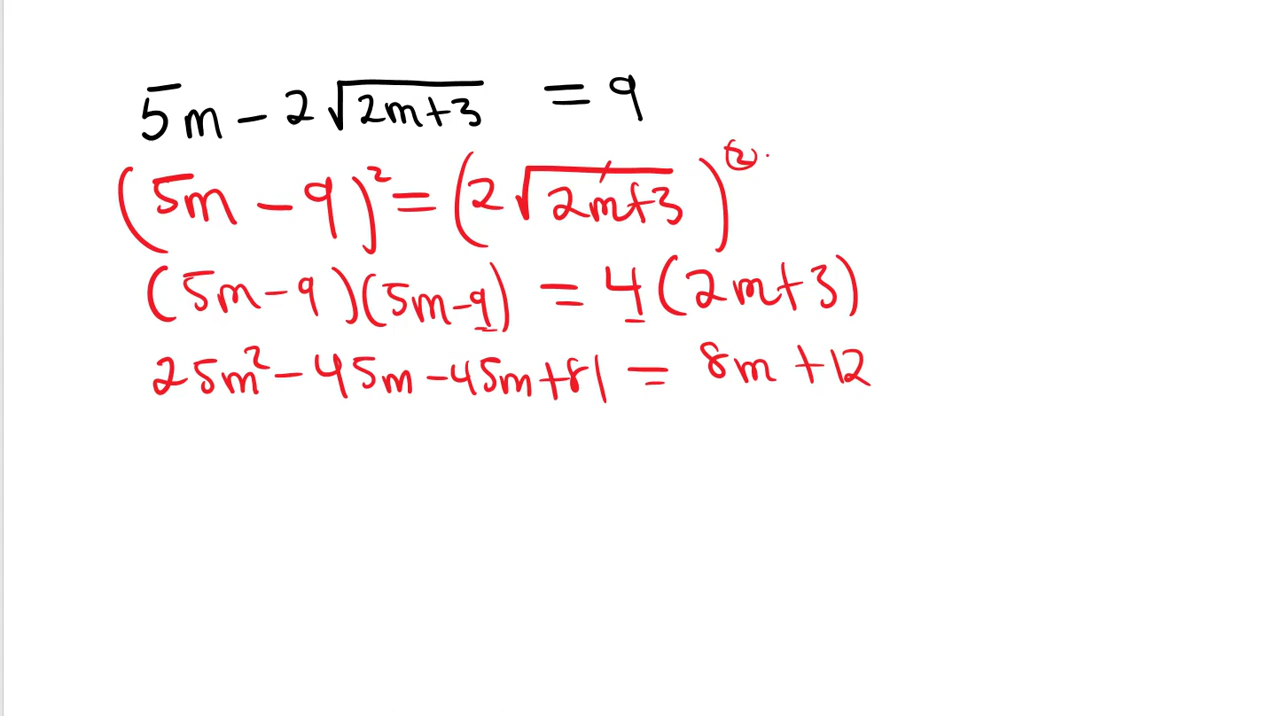 5m - 2√(2m+3) = 9
(5m - 9)² = (2√(2m+3))²
(5m-9)(5m-9) = 4(2m+3)
25m² - 45m - 45m + 81 = 8m + 12